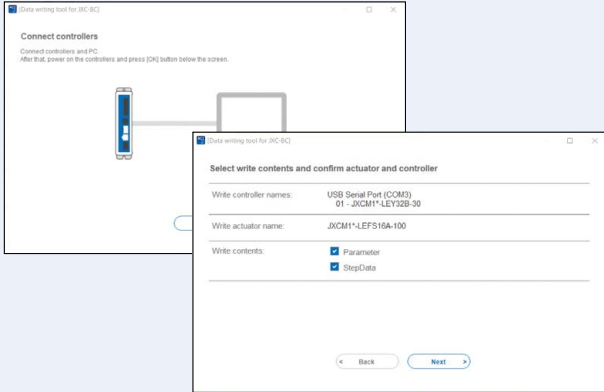 [Data writing tool for JXC-BC]
Connect controllers
Connect controllers and PC.
After that, power on the controllers and press [OK] button below the screen.
[Data writing tool for JXC-BC]
Select write contents and confirm actuator and controller
Write controller names: USB Serial Port (COM3)
01 - JXCM1*-LEY32B-30
Write actuator name: JXCM1*-LEFS16A-100
Write contents: Parameter
StepData
< Back Next >